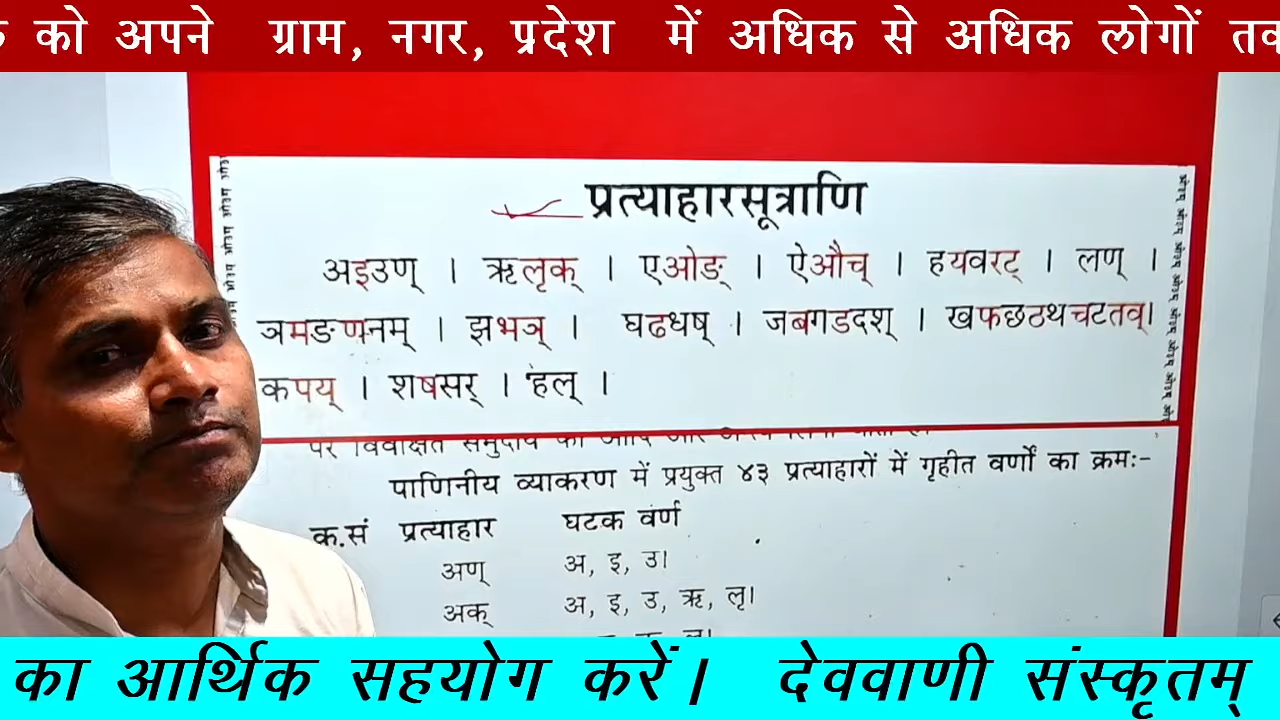 को अपने ग्राम, नगर, प्रदेश में अधिक से अधिक लोगों
प्रत्याहारसूत्राणि
अइउण् । ऋलृक् । एओङ् । ऐऔच् । हयवरट् । लण् ।
ञमङणनम् । झभञ् । घढधष् । जबगडदश् । खफछठथचटतव्।
कपय् । शषसर् । हल् ।
पाणिनीय व्याकरण में प्रयुक्त ४३ प्रत्याहारों में गृहीत वर्णों का क्रमः-
क.सं प्रत्याहार घटक वर्ण
अण् अ, इ, उ।
अक् अ, इ, उ, ऋ, लृ।
का आर्थिक सहयोग करें। देववाणी संस्कृतम्